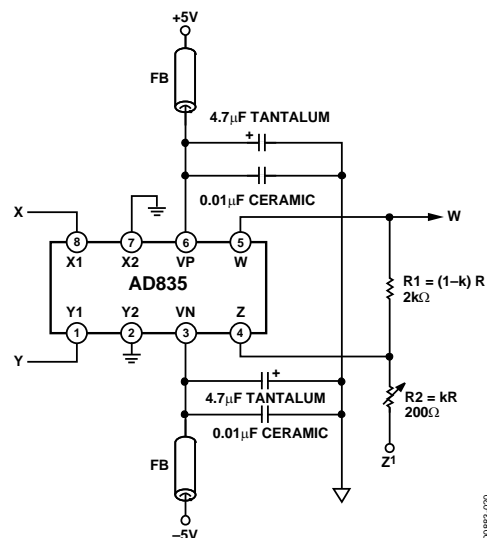 +5V
FB
4.7µF TANTALUM
+
0.01µF CERAMIC
X
W
8
7
6
5
X1
X2
VP
W
AD835
R1 = (1–k) R
2kΩ
Y1
Y2
VN
Z
1
2
3
4
Y
+
4.7µF TANTALUM
R2 = kR
200Ω
0.01µF CERAMIC
FB
Z1
–5V
00883-020